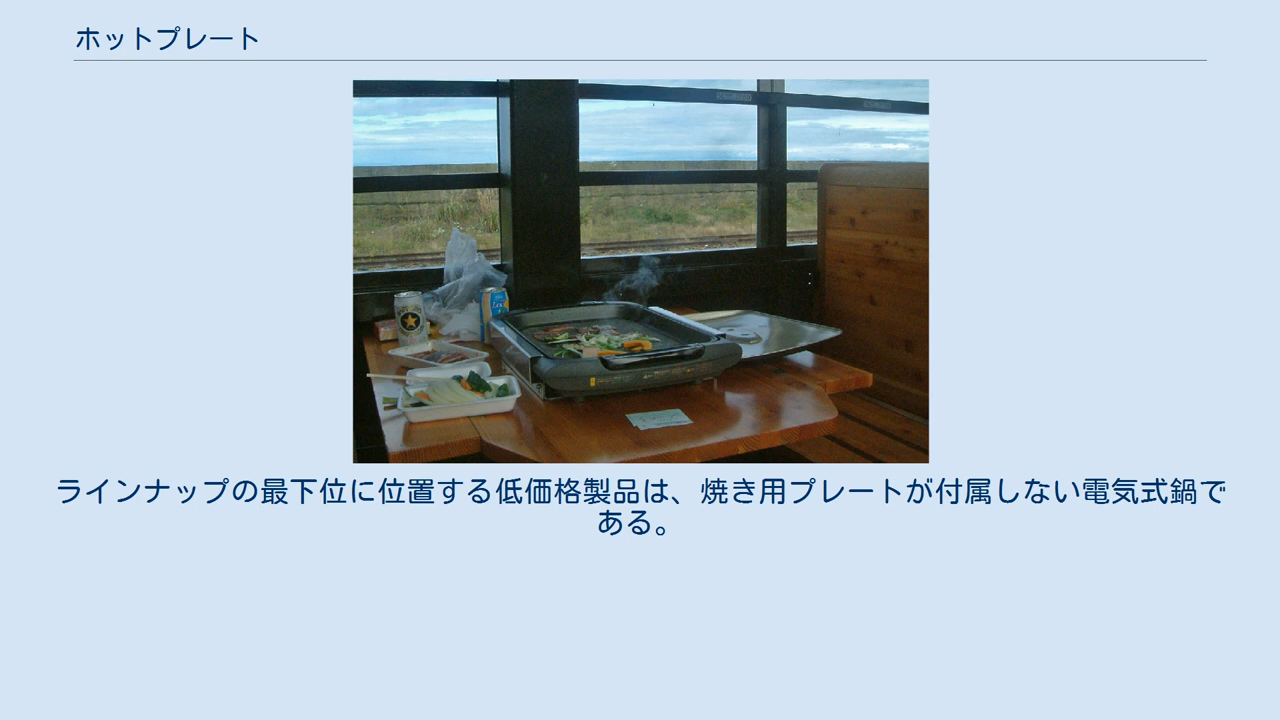 ホットプレート
ラインナップの最下位に位置する低価格製品は、焼き用プレートが付属しない電気式鍋で
ある。